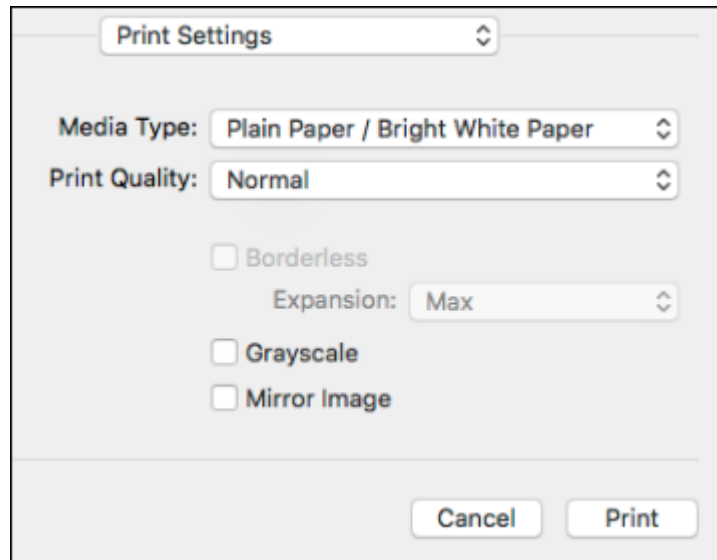 Print Settings
Media Type: Plain Paper / Bright White Paper
Print Quality: Normal
Borderless
Expansion: Max
Grayscale
Mirror Image
Cancel Print